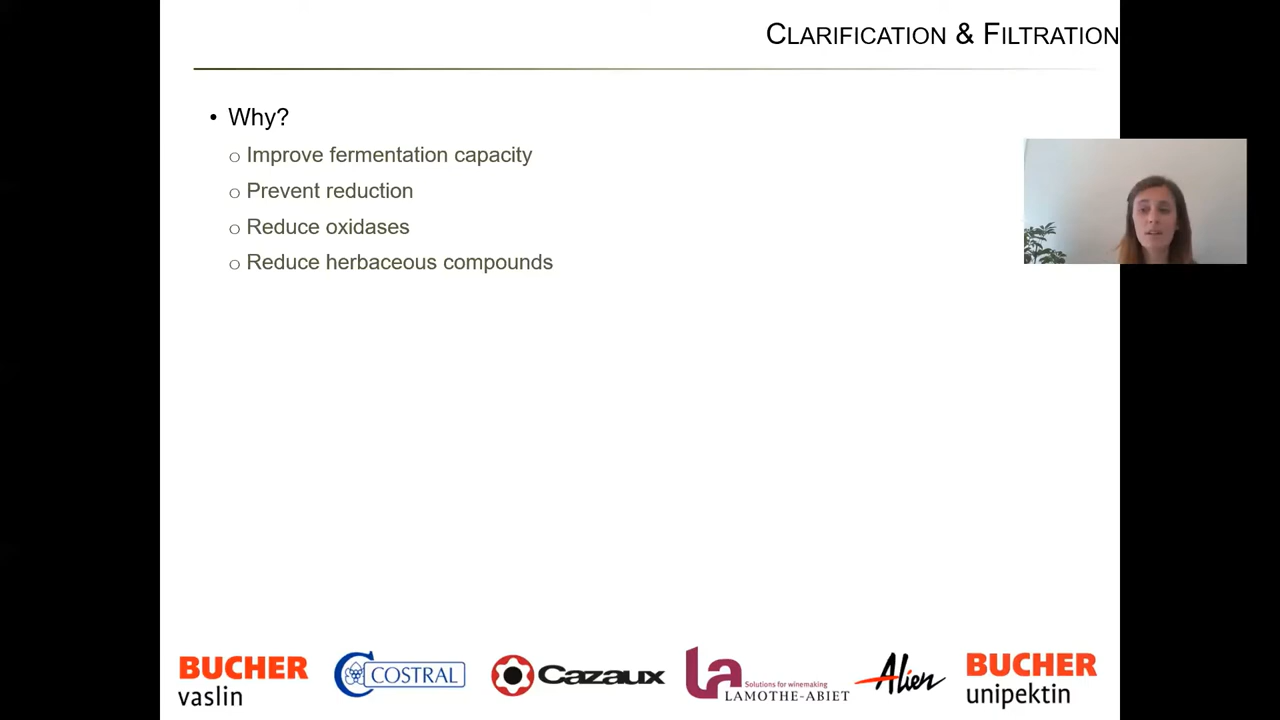 CLARIFICATION & FILTRATION
• Why?
o Improve fermentation capacity
o Prevent reduction
o Reduce oxidases
o Reduce herbaceous compounds
BUCHER
vaslin
COSTRAL
Cazaux
la
Solutions for winemaking
LAMOTHE-ABIET
Alien
BUCHER
unipektin